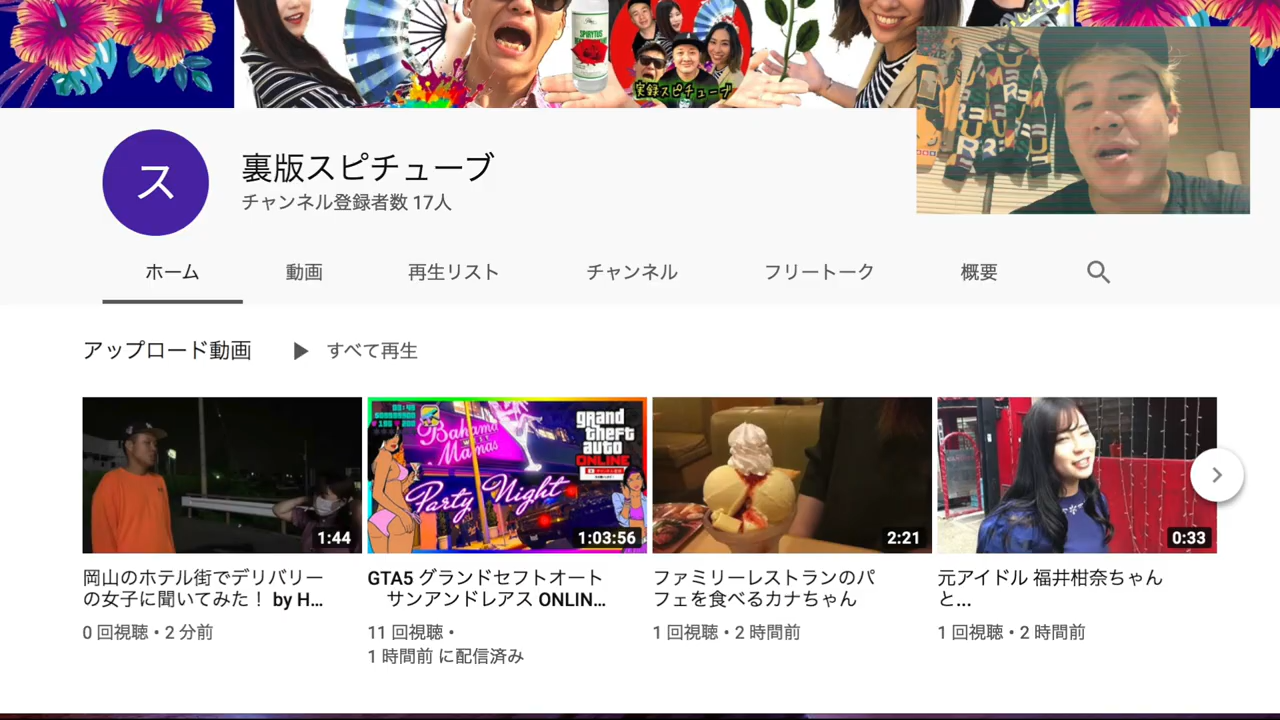 SPIRYTUS
実録スピチューブ
ス
裏版スピチューブ
チャンネル登録者数 17人
ホーム
動画
再生リスト
チャンネル
フリートーク
概要
アップロード動画
すべて再生
1:44
Bahama Mamas
Party Night
grand theft auto
ONLINE
1:03:56
2:21
0:33
岡山のホテル街でデリバリー
の女子に聞いてみた！ by H...
0 回視聴・2 分前
GTA5 グランドセフトオート
サンアンドレアス ONLIN...
11 回視聴・
1 時間前 に配信済み
ファミリーレストランのパ
フェを食べるカナちゃん
1 回視聴・2 時間前
元アイドル 福井柑奈ちゃん
と...
1 回視聴・2 時間前